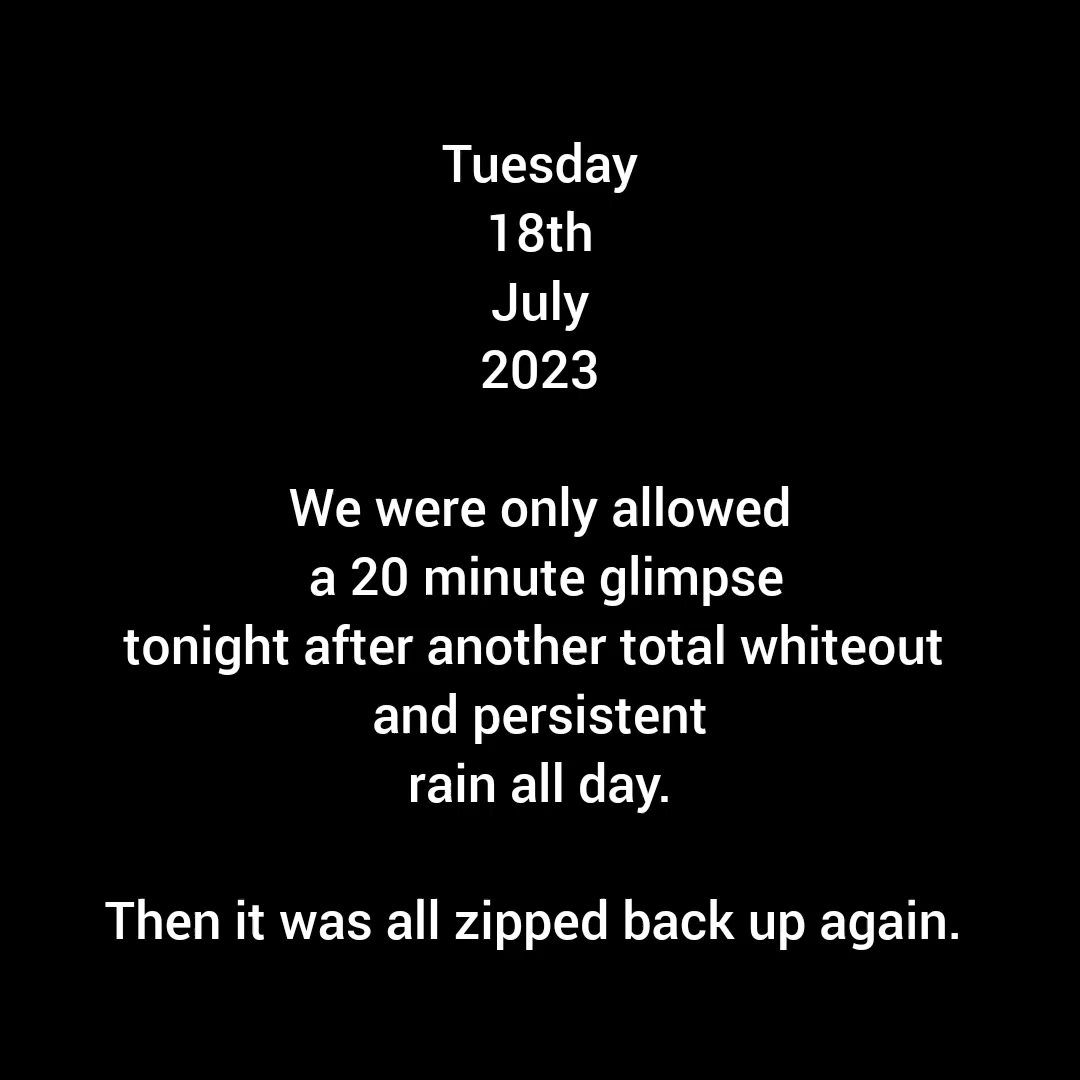 Tuesday
18th
July
2023
We were only allowed
a 20 minute glimpse
tonight after another total whiteout
and persistent
rain all day.
Then it was all zipped back up again.